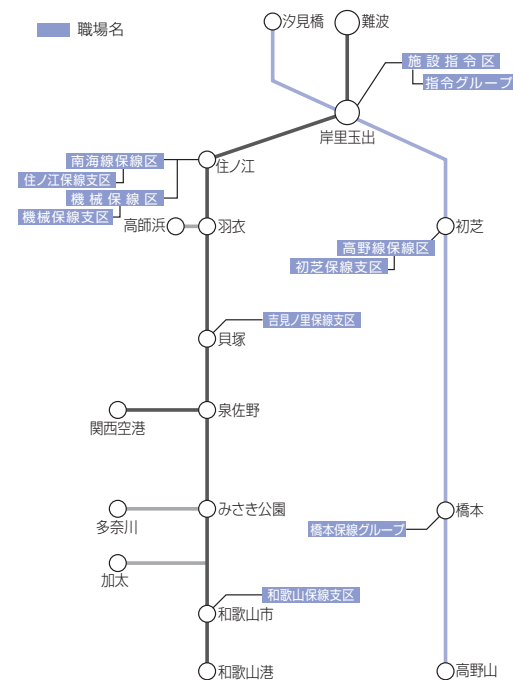 職場名
汐見橋
難波
施設指令区
指令グループ
岸里玉出
南海線保線区
住ノ江
住ノ江保線支区
機械保線区
機械保線支区
高師浜
羽衣
初芝
高野線保線区
初芝保線支区
吉見ノ里保線支区
貝塚
泉佐野
関西空港
みさき公園
橋本
多奈川
橋本保線グループ
加太
和歌山保線支区
和歌山市
和歌山港
高野山